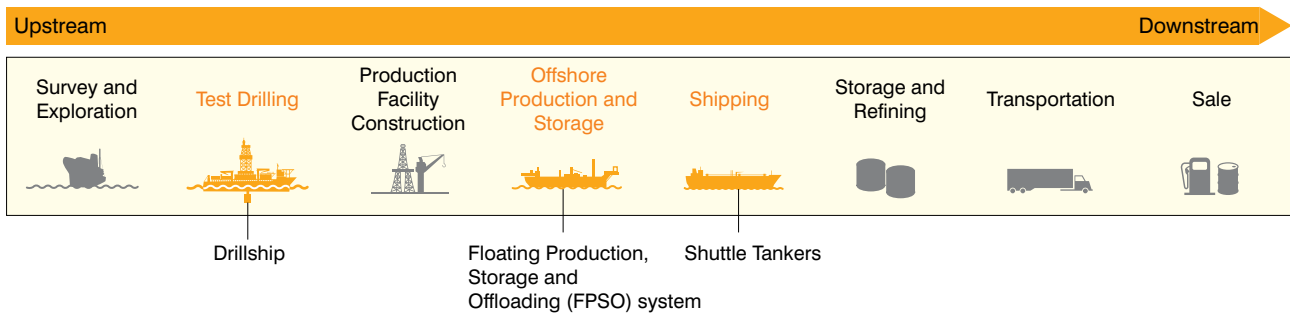 Upstream
Downstream
Survey and
Exploration
Test Drilling
Production
Facility
Construction
Offshore
Production and
Storage
Shipping
Storage and
Refining
Transportation
Sale
Drillship
Floating Production,
Storage and
Offloading (FPSO) system
Shuttle Tankers